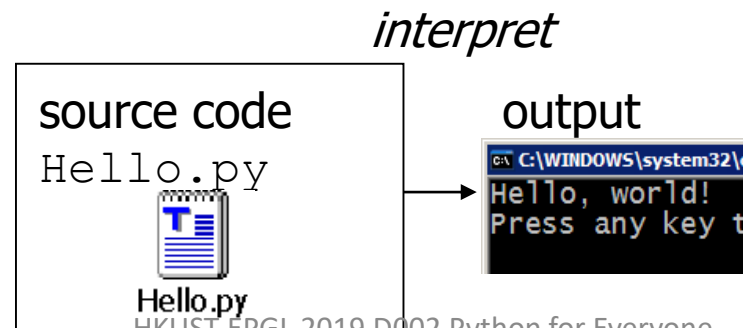 interpret
source code
Hello.py
output
C:\WINDOWS\system32\
Hello, world!
Press any key t
Hello.py
HKUST EPGL 2019 D002 Python for Everyone